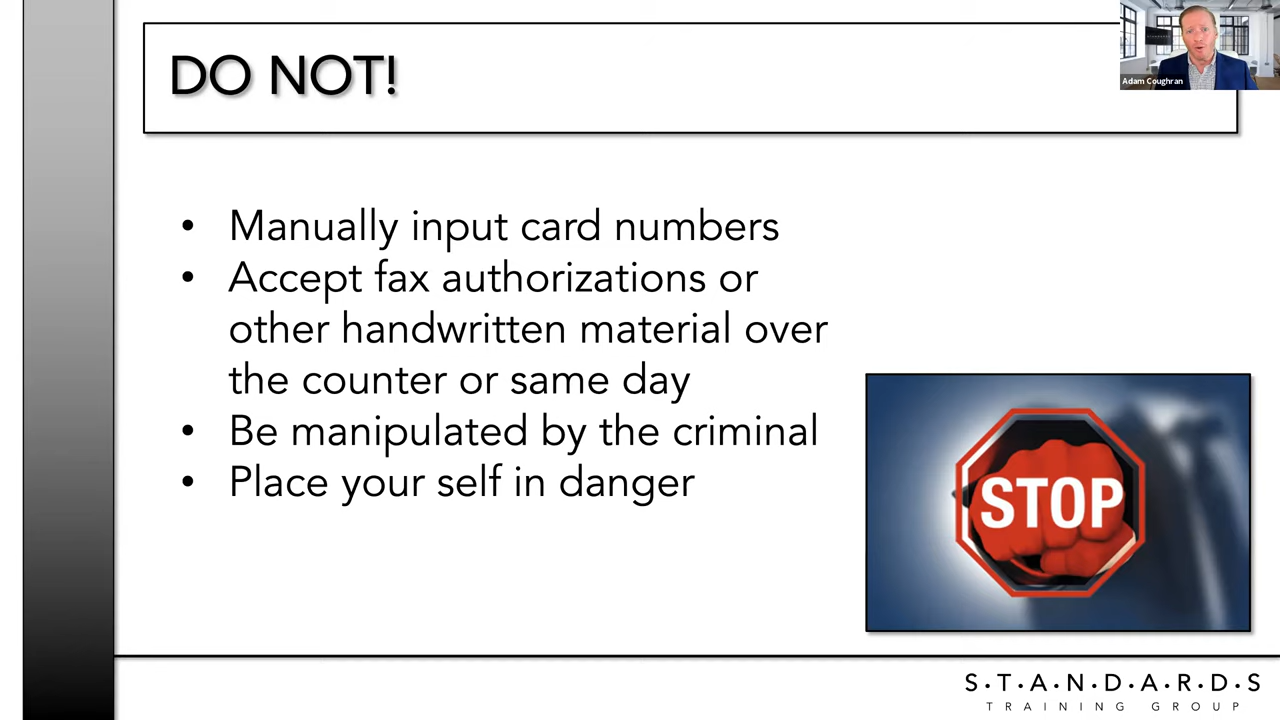 DO NOT!
Adam Coughran
• Manually input card numbers
• Accept fax authorizations or
other handwritten material over
the counter or same day
• Be manipulated by the criminal
• Place your self in danger
STOP
S•T•A•N•D•A•R•D•S
TRAINING GROUP